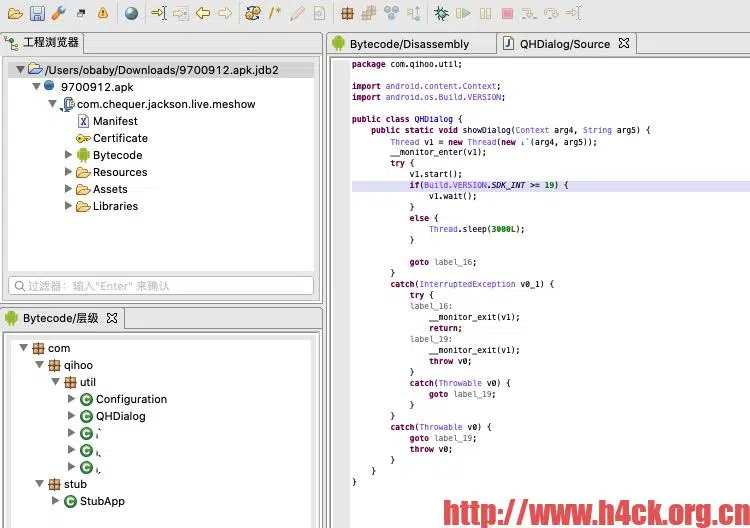 工程浏览器
/Users/obaby/Downloads/9700912.apk.jdb2
9700912.apk
com.chequer.jackson.live.meshow
Manifest
Certificate
Bytecode
Resources
Assets
Libraries
过滤器: 输入"Enter" 来确认
Bytecode/层级
com
qihoo
util
Configuration
QHDialog
stub
StubApp
Bytecode/Disassembly
QHDialog/Source
package com.qihoo.util;
import android.content.Context;
import android.os.Build.VERSION;
public class QHDialog {
public static void showDialog(Context arg4, String arg5) {
Thread v1 = new Thread(new (arg4, arg5));
__monitor_enter(v1);
try {
v1.start();
if(Build.VERSION.SDK_INT >= 19) {
v1.wait();
}
else {
Thread.sleep(3000L);
}
goto label_16;
}
catch(InterruptedException v0_1) {
try {
label_16:
__monitor_exit(v1);
return;
label_19:
__monitor_exit(v1);
throw v0;
}
catch(Throwable v0) {
goto label_19;
}
}
catch(Throwable v0) {
goto label_19;
throw v0;
}
}
}
http://www.h4ck.org.cn